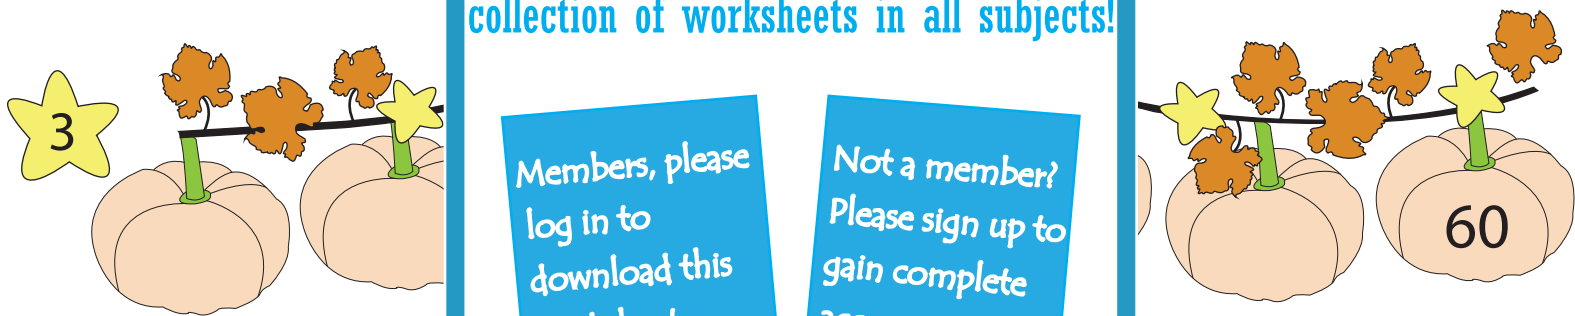 collection of worksheets in all subjects!
3
Members, please
log in to
download this
Not a member?
Please sign up to
gain complete
60